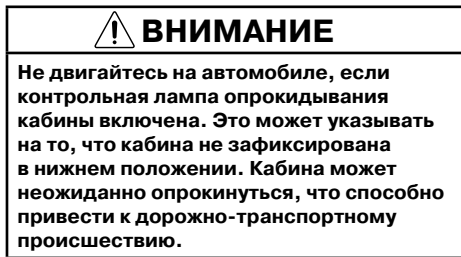 ВНИМАНИЕ
Не двигайтесь на автомобиле, если
контрольная лампа опрокидывания
кабины включена. Это может указывать
на то, что кабина не зафиксирована
в нижнем положении. Кабина может
неожиданно опрокинуться, что способно
привести к дорожно-транспортному
происшествию.